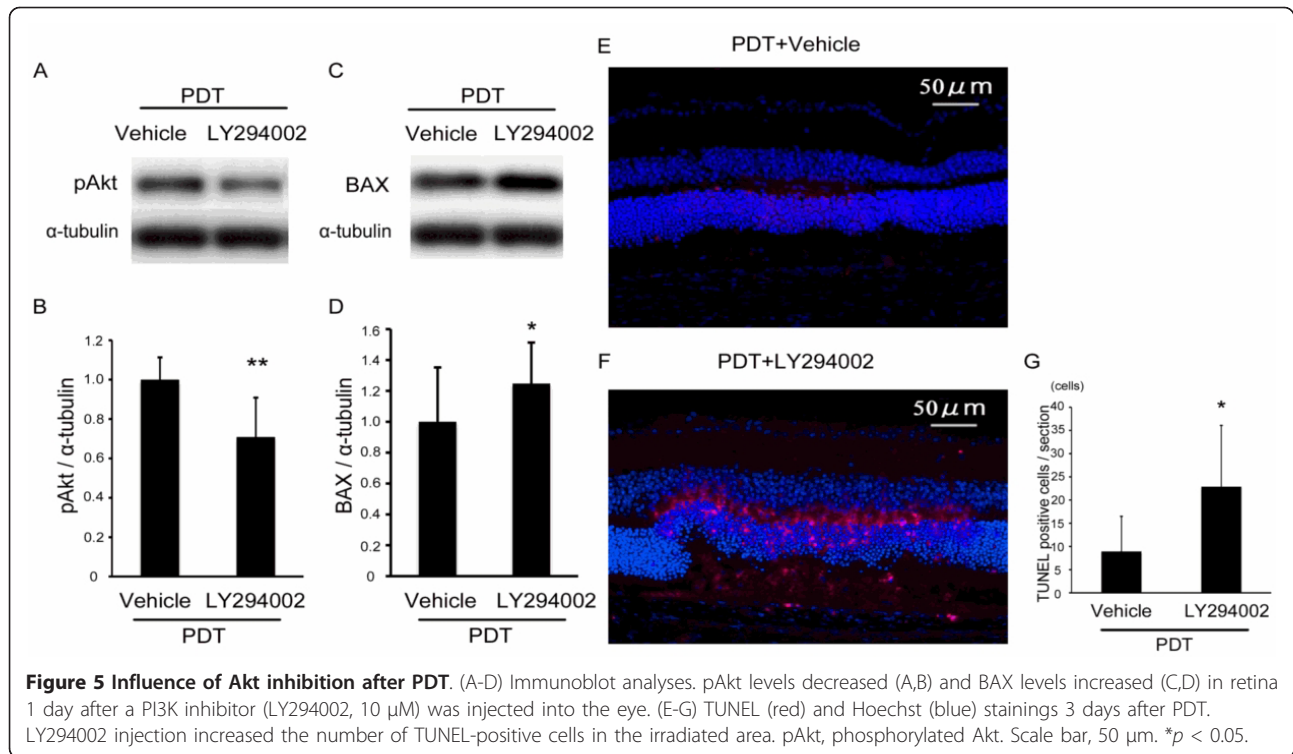 A
PDT
Vehicle LY294002
pAkt
α-tubulin
B
pAkt / α-tubulin
1.2
1.0
0.8
0.6
0.4
0.2
0
**
Vehicle LY294002
PDT
C
PDT
Vehicle LY294002
BAX
α-tubulin
D
BAX / α-tubulin
1.6
1.4
1.2
1.0
0.8
0.6
0.4
0.2
0
*
Vehicle LY294002
PDT
E
PDT+Vehicle
50μm
F
PDT+LY294002
50μm
G
(cells)
TUNEL positive cells / section
40
35
30
25
20
15
10
5
0
*
Vehicle LY294002
PDT
Figure 5 Influence of Akt inhibition after PDT. (A-D) Immunoblot analyses. pAkt levels decreased (A,B) and BAX levels increased (C,D) in retina
1 day after a PI3K inhibitor (LY294002, 10 μM) was injected into the eye. (E-G) TUNEL (red) and Hoechst (blue) stainings 3 days after PDT.
LY294002 injection increased the number of TUNEL-positive cells in the irradiated area. pAkt, phosphorylated Akt. Scale bar, 50 μm. *p < 0.05.